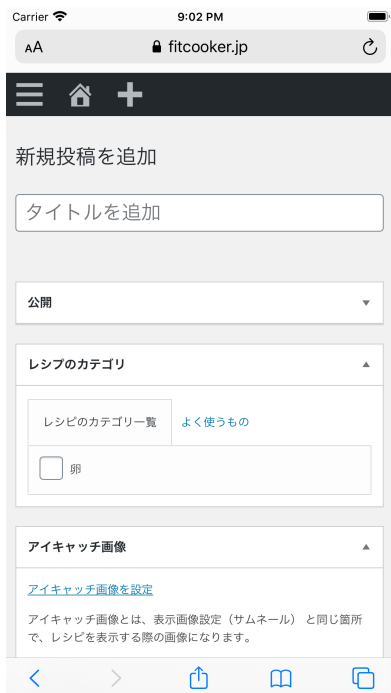 Carrier 9:02 PM
AA fitcooker.jp
新規投稿を追加
タイトルを追加
公開
レシプのカテゴリ
レシピのカテゴリー覧
よく使うもの
卵
アイキャッチ画像
アイキャッチ画像を設定
アイキャッチ画像とは、表示画像設定（サムネール） と同じ箇所
で、レシピを表示する際の画像になります。